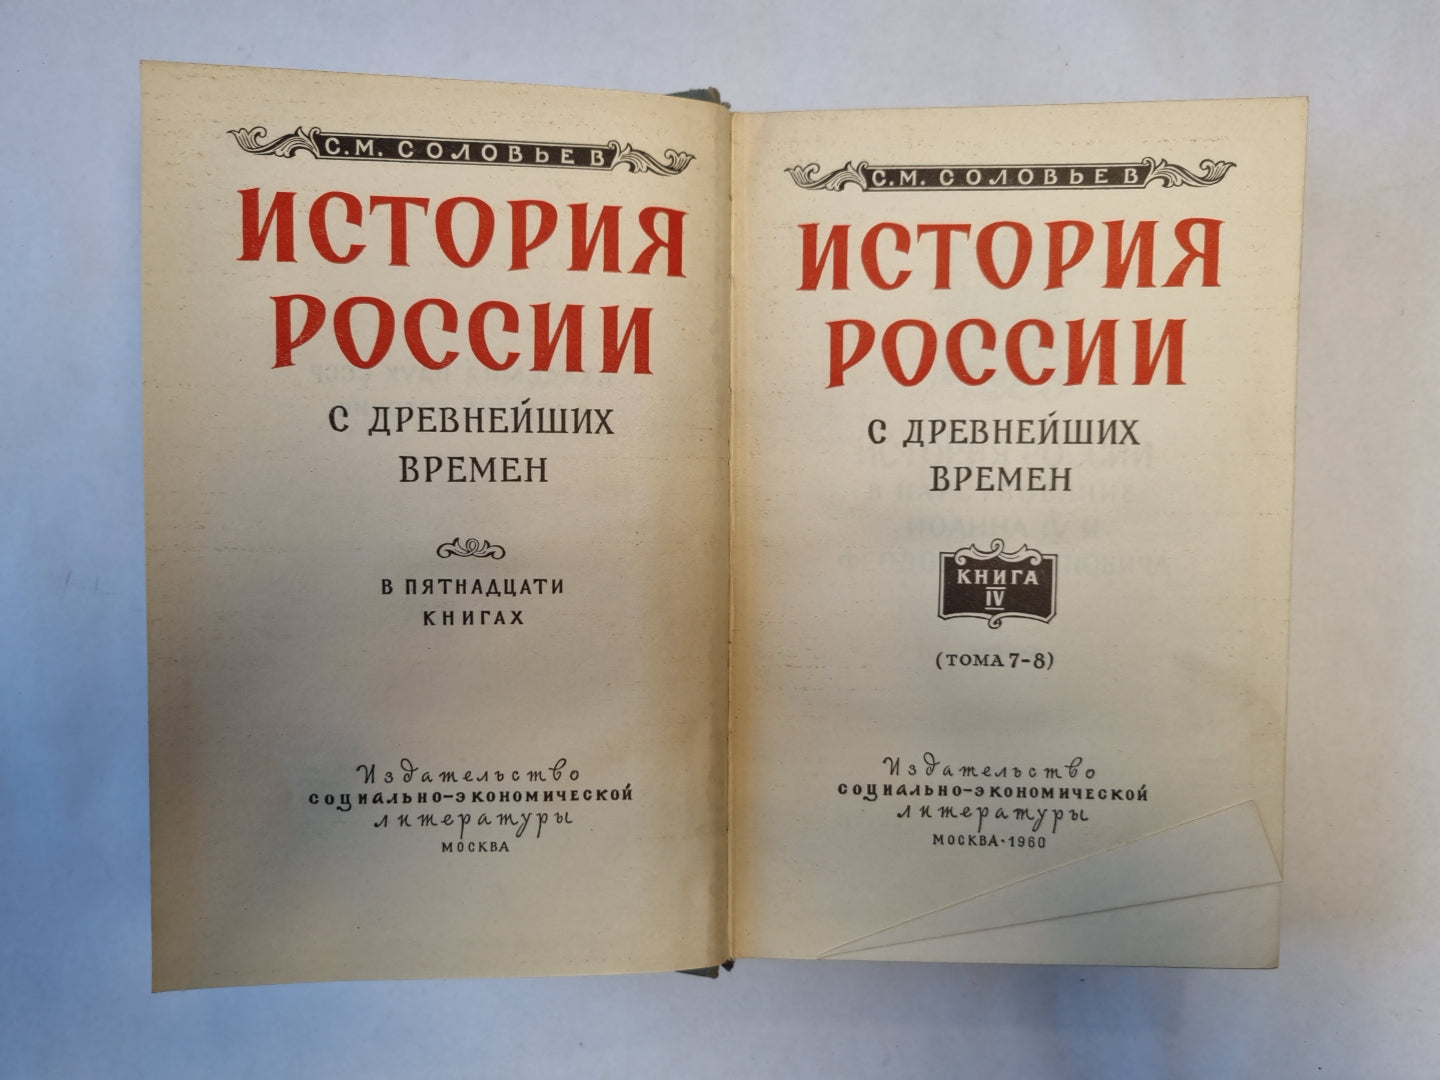 С.М. СОЛОВЬЕВ
ИСТОРИЯ
РОССИИ
С ДРЕВНЕЙШИХ
ВРЕМЕН
В ПЯТНАДЦАТИ
КНИГАХ
Издательство
социально-экономической
литературы
МОСКВА
С.М. СОЛОВЬЕВ
ИСТОРИЯ
РОССИИ
С ДРЕВНЕЙШИХ
ВРЕМЕН
КНИГА
IV
(ТОМА 7-8)
Издательство
социально-экономической
литературы
МОСКВА·1960